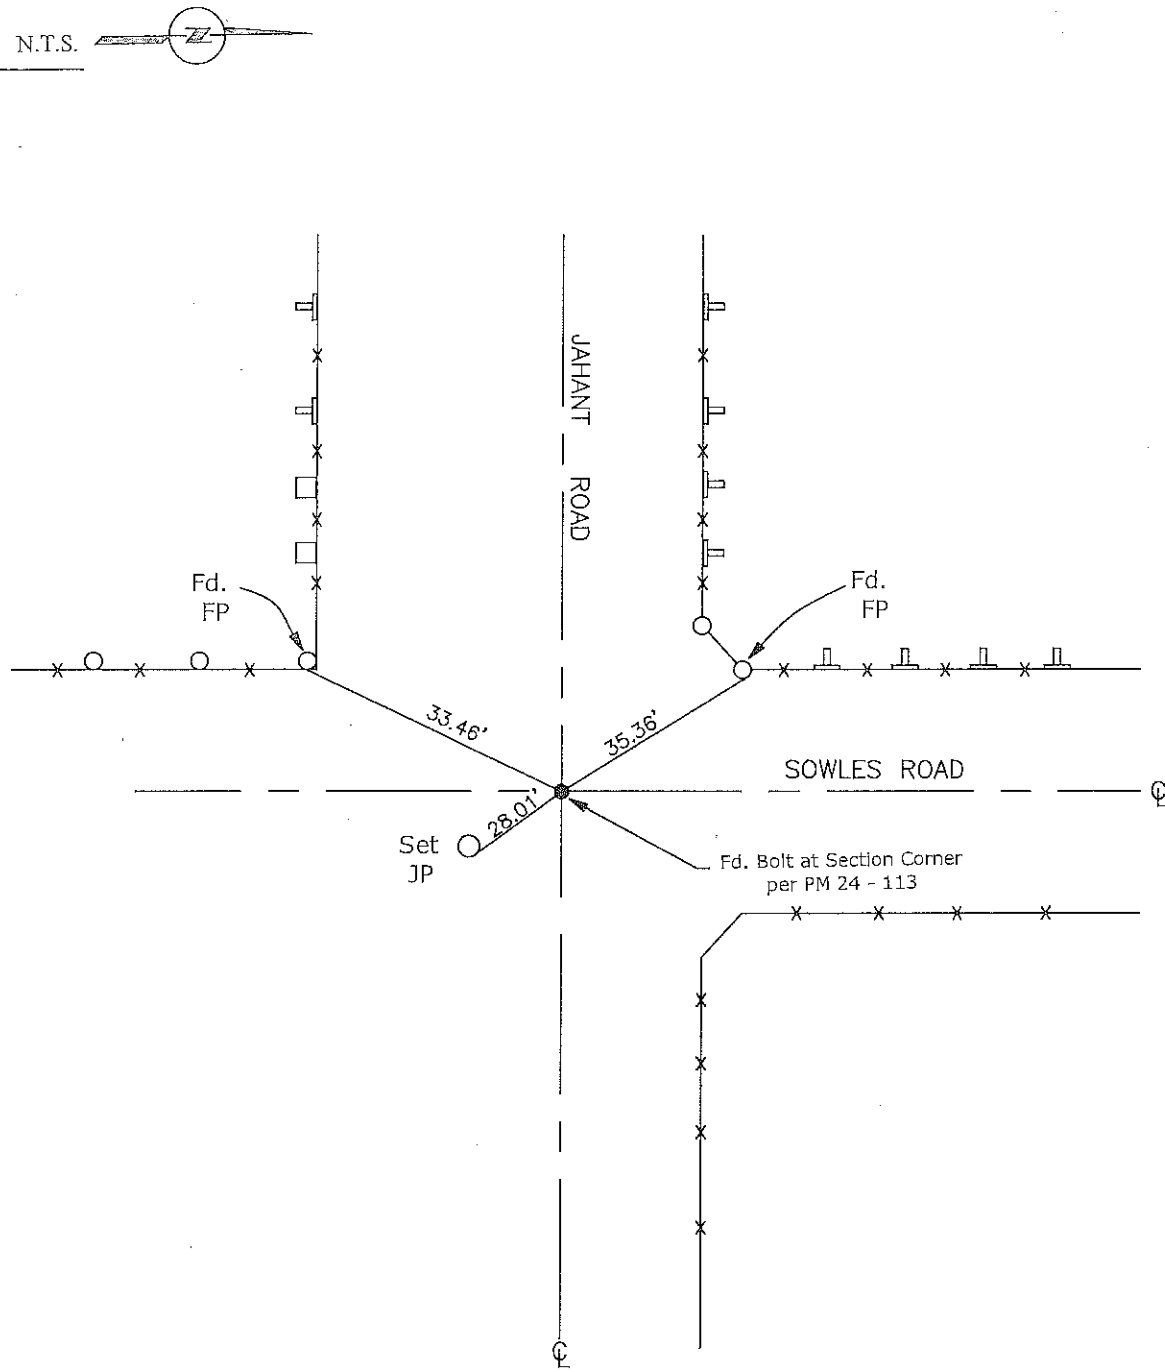 N.T.S.
Z
JAHANT ROAD
Fd.
FP
Fd.
FP
33.46'
35.36'
SOWLES ROAD
℄
28.01'
Set
JP
Fd. Bolt at Section Corner
per PM 24 - 113
℄